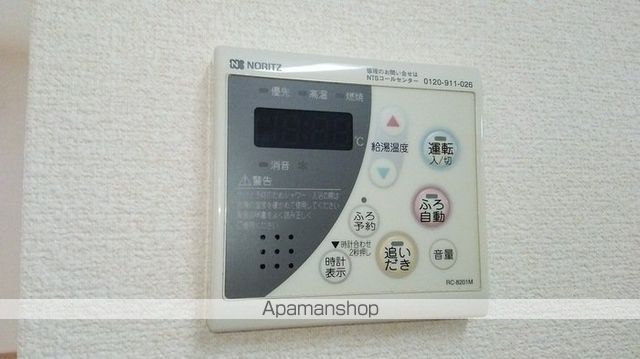 NORITZ
修理のお問い合せは
NTSコールセンター 0120-911-026
優先 高温 燃焼
℃
給湯温度
運転
入/切
消音
⚠警告
ふろ
自動
ふろ
予約
▼時計合わせ
2秒押し
時計
表示
追い
だき
音量
RC-8201M
Apamanshop